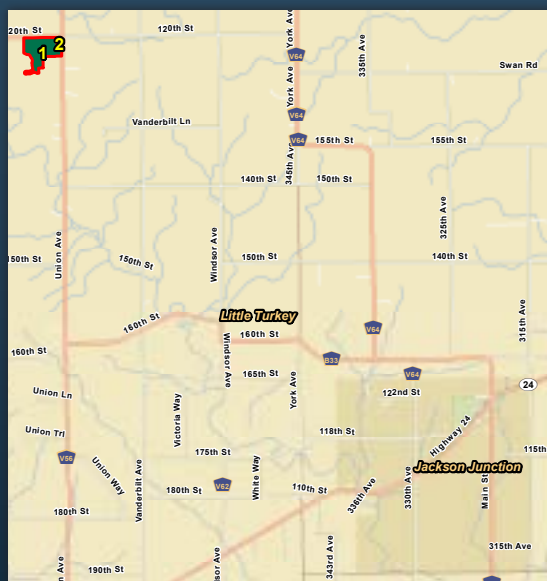 York Ave
20th St
120th St
2
1
V64
335th Ave
Swan Rd
York Ave
V64
Vanderbilt Ln
V64
155th St
155th St
345th Ave
140th St
150th St
325th Ave
Union Ave
150th St
150th St
Windsor Ave
150th St
140th St
315th Ave
Little Turkey
160th St
V64
160th St
160th St
Windsor Ave
B33
165th St
V64
24
York Ave
122nd St
Union Ln
Victoria Way
Union Trl
118th St
Highway 24
115th
V56
175th St
Jackson Junction
Union Way
Vanderbilt Ave
White Way
V62
180th St
110th St
336th Ave
330th Ave
Main St
180th St
343rd Ave
315th Ave
190th St
n Ave
sor Ave